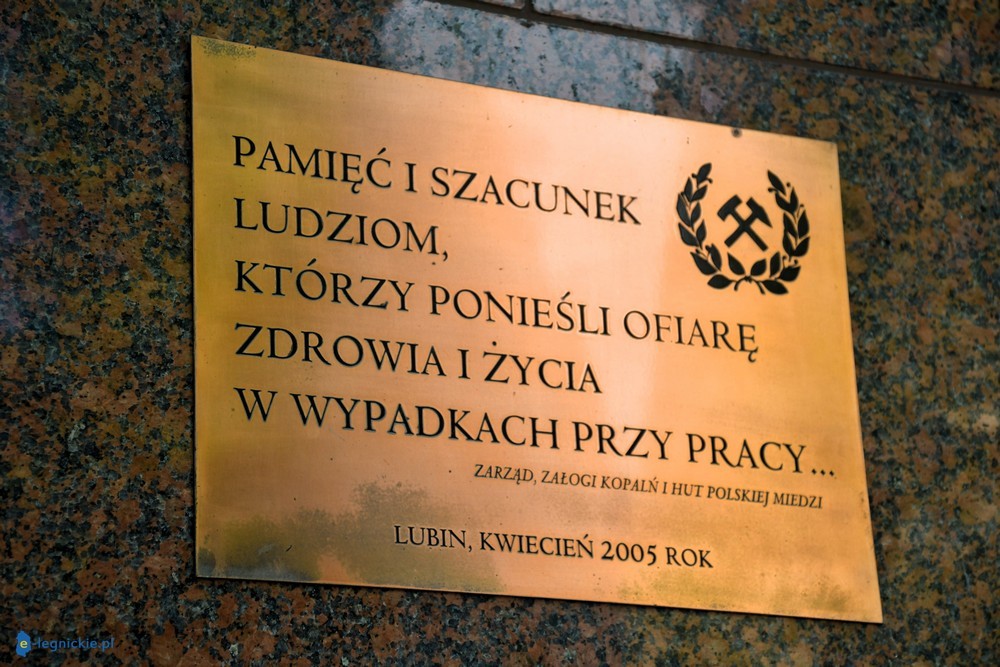 PAMIĘĆ I SZACUNEK
LUDZIOM,
KTÓRZY PONIEŚLI OFIARĘ
ZDROWIA I ŻYCIA
W WYPADKACH PRZY PRACY...
ZARZĄD, ZAŁOGI KOPALŃ I HUT POLSKIEJ MIEDZI
LUBIN, KWIECIEŃ 2005 ROK
e-legnickie.pl